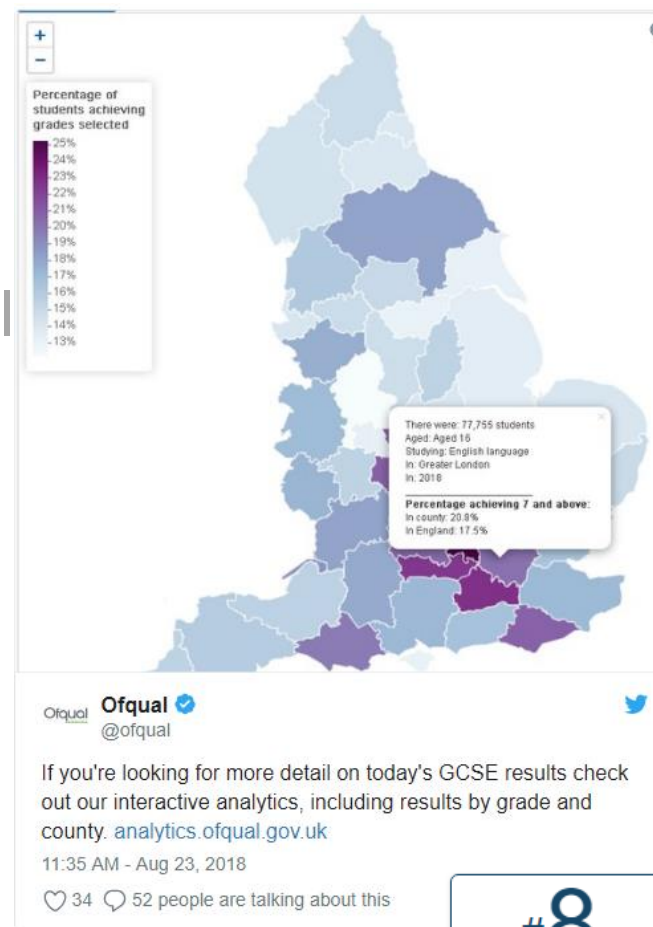 +
−
Percentage of
students achieving
grades selected
25%
24%
23%
22%
21%
20%
19%
18%
17%
16%
15%
14%
13%
There were: 77,755 students
Aged: Aged 16
Studying: English language
In: Greater London
In: 2018
Percentage achieving 7 and above:
In county: 20.8%
In England: 17.5%
×
Ofqual
Ofqual
@ofqual
If you're looking for more detail on today's GCSE results check
out our interactive analytics, including results by grade and
county. analytics.ofqual.gov.uk
11:35 AM - Aug 23, 2018
34 52 people are talking about this
#8